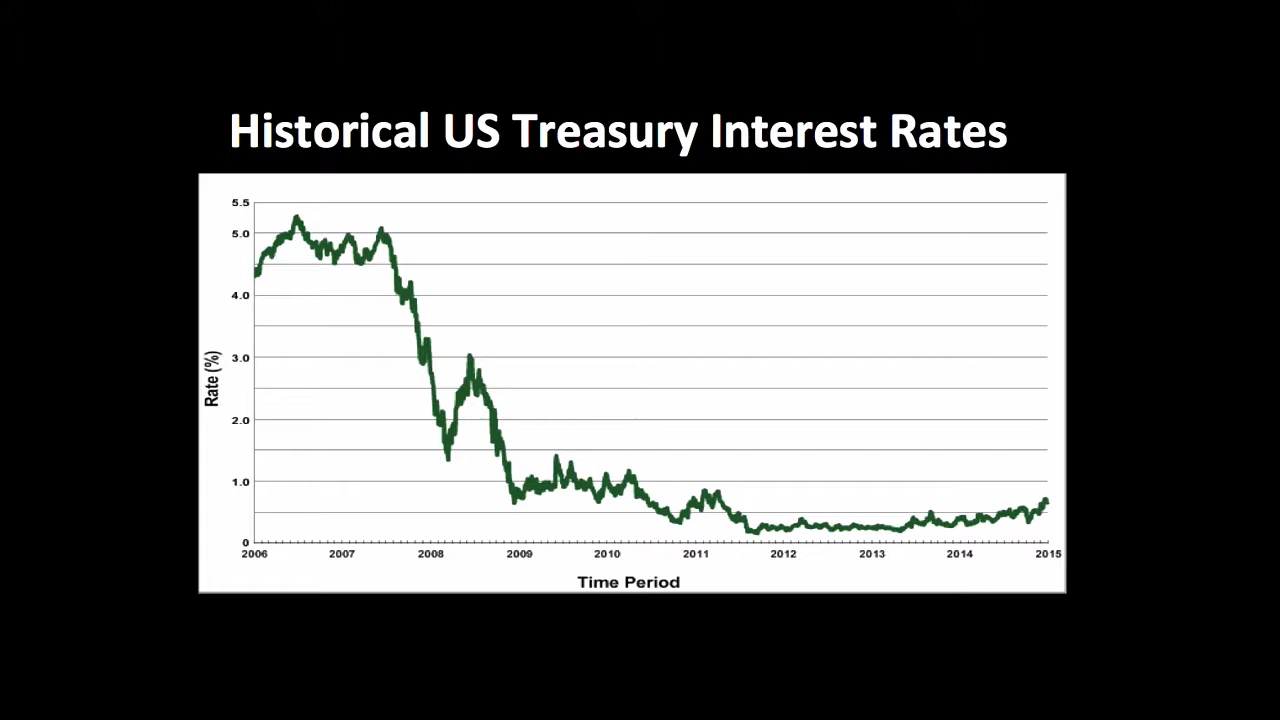 Historical US Treasury Interest Rates
5.5
5.0
4.0
3.0
2.0
1.0
0
Rate (%)
2006 2007 2008 2009 2010 2011 2012 2013 2014 2015
Time Period